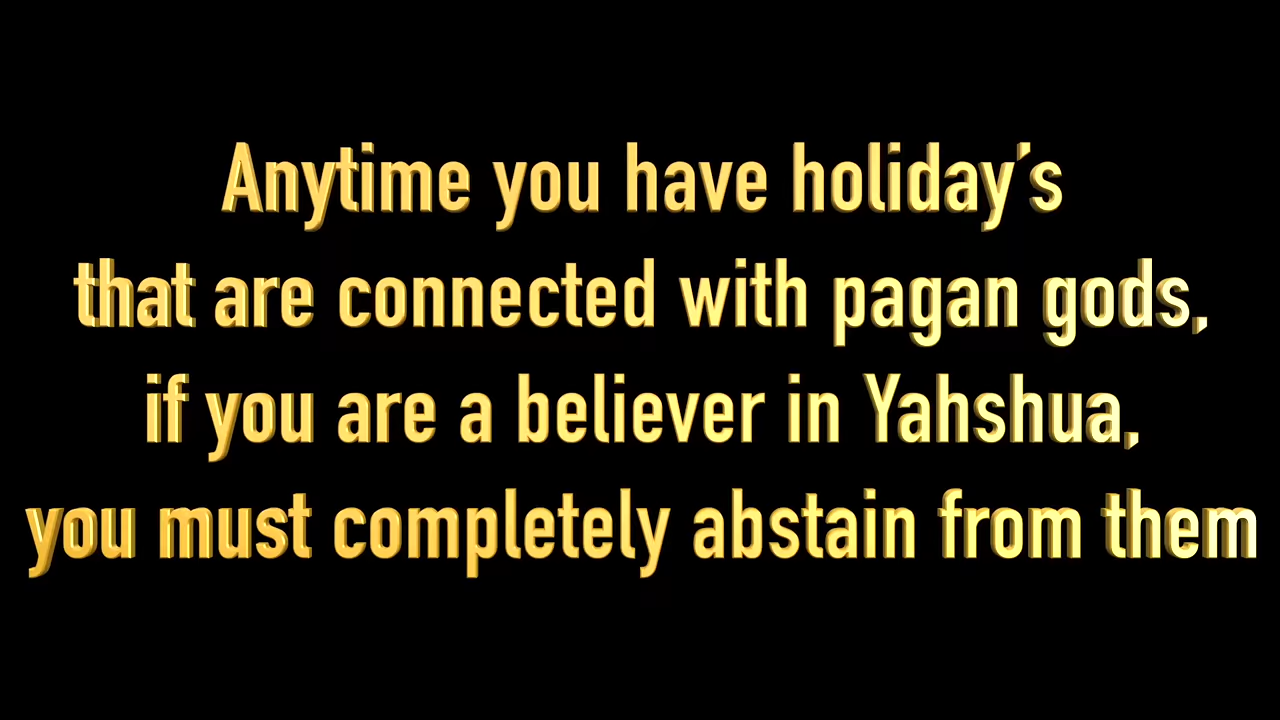 Anytime you have holiday’s
that are connected with pagan gods,
if you are a believer in Yahshua,
you must completely abstain from them